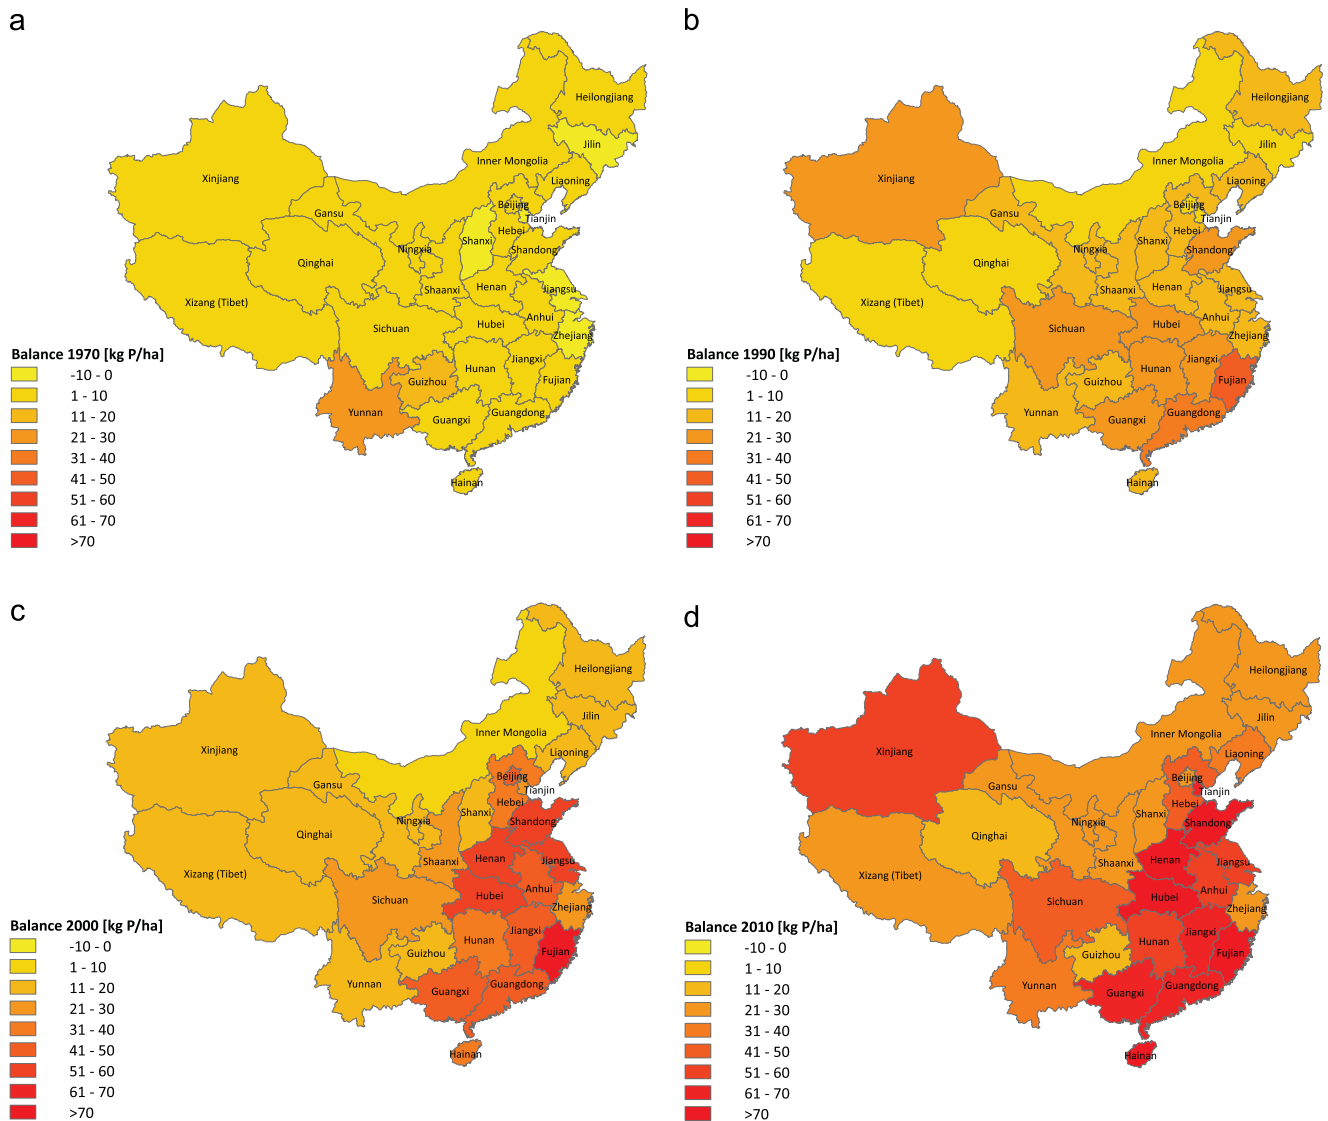 a
Heilongjiang
Jilin
Inner Mongolia
Liaoning
Xinjiang
Beijing
Gansu
Tianjin
Hebei
Shanxi
Ningxia
Shandong
Qinghai
Shaanxi
Henan
Jiangsu
Xizang (Tibet)
Anhui
Sichuan
Hubei
Zhejiang
Hunan
Jiangxi
Guizhou
Fujian
Yunnan
Guangxi
Guangdong
Hainan
Balance 1970 [kg P/ha]
-10 - 0
1 - 10
11 - 20
21 - 30
31 - 40
41 - 50
51 - 60
61 - 70
>70
b
Heilongjiang
Jilin
Inner Mongolia
Liaoning
Xinjiang
Beijing
Gansu
Tianjin
Hebei
Shanxi
Ningxia
Shandong
Qinghai
Shaanxi
Henan
Jiangsu
Xizang (Tibet)
Anhui
Sichuan
Hubei
Zhejiang
Hunan
Jiangxi
Guizhou
Fujian
Yunnan
Guangxi
Guangdong
Hainan
Balance 1990 [kg P/ha]
-10 - 0
1 - 10
11 - 20
21 - 30
31 - 40
41 - 50
51 - 60
61 - 70
>70
c
Heilongjiang
Jilin
Inner Mongolia
Liaoning
Xinjiang
Beijing
Gansu
Tianjin
Hebei
Shanxi
Ningxia
Shandong
Qinghai
Shaanxi
Henan
Jiangsu
Xizang (Tibet)
Anhui
Sichuan
Hubei
Zhejiang
Hunan
Jiangxi
Guizhou
Fujian
Yunnan
Guangxi
Guangdong
Hainan
Balance 2000 [kg P/ha]
-10 - 0
1 - 10
11 - 20
21 - 30
31 - 40
41 - 50
51 - 60
61 - 70
>70
d
Heilongjiang
Jilin
Inner Mongolia
Liaoning
Xinjiang
Beijing
Gansu
Tianjin
Hebei
Shanxi
Ningxia
Shandong
Qinghai
Shaanxi
Henan
Jiangsu
Xizang (Tibet)
Anhui
Sichuan
Hubei
Zhejiang
Hunan
Jiangxi
Guizhou
Fujian
Yunnan
Guangxi
Guangdong
Hainan
Balance 2010 [kg P/ha]
-10 - 0
1 - 10
11 - 20
21 - 30
31 - 40
41 - 50
51 - 60
61 - 70
>70